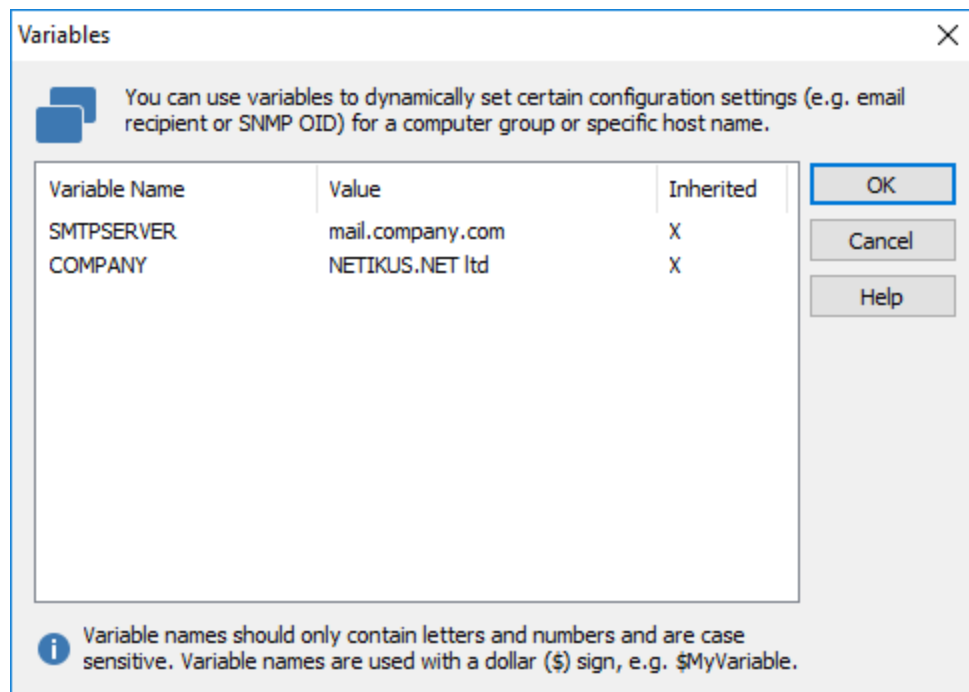 Variables
You can use variables to dynamically set certain configuration settings (e.g. email
recipient or SNMP OID) for a computer group or specific host name.
Variable Name Value Inherited
SMTPSERVER mail.company.com X
COMPANY NETIKUS.NET ltd X
OK
Cancel
Help
Variable names should only contain letters and numbers and are case
sensitive. Variable names are used with a dollar ($) sign, e.g. $MyVariable.